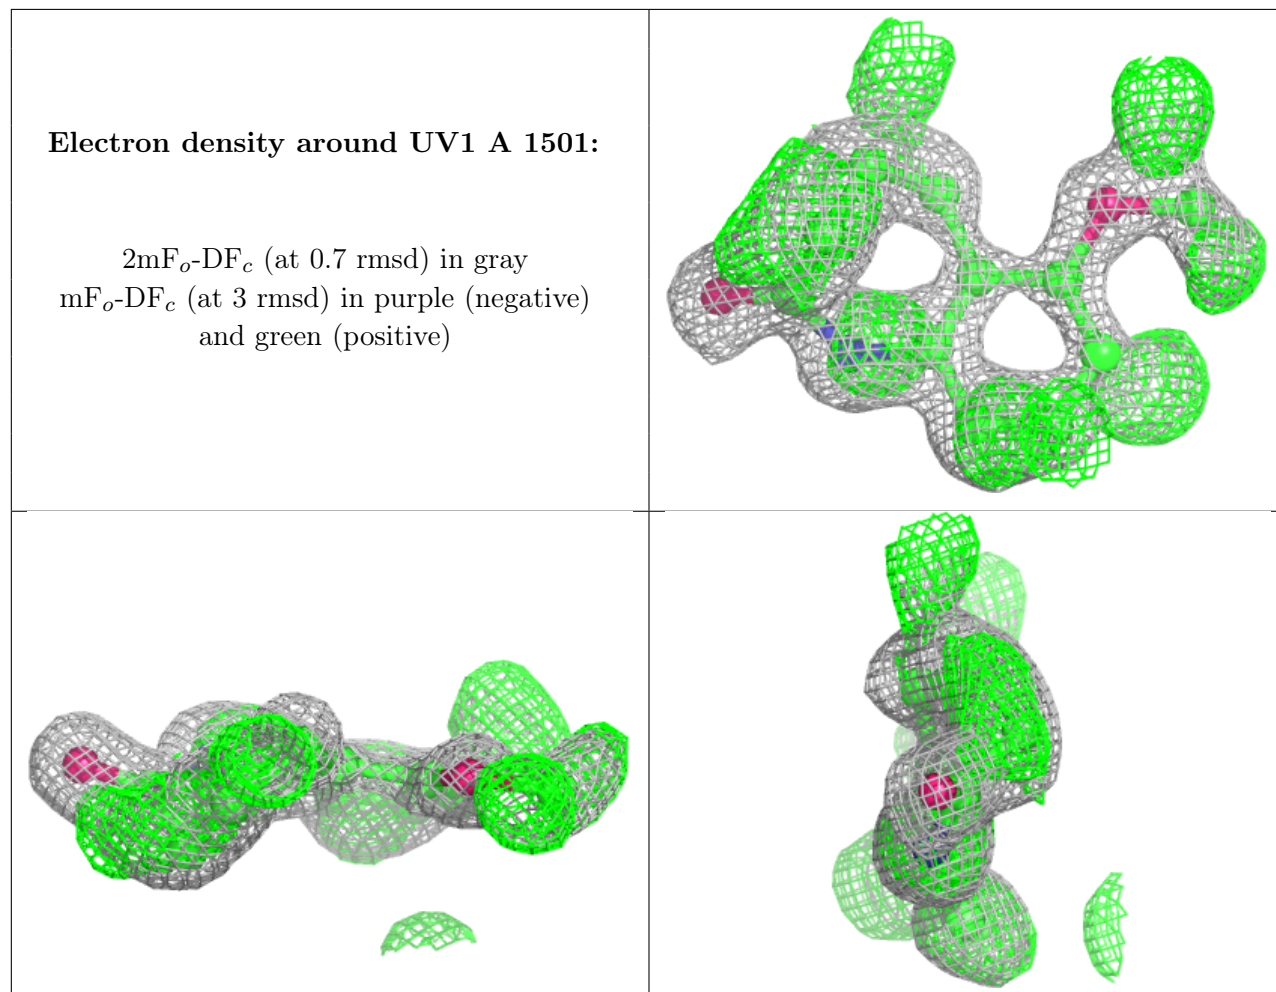 Electron density around UV1 A 1501:
2mFo-DFc (at 0.7 rmsd) in gray
mFo-DFc (at 3 rmsd) in purple (negative)
and green (positive)